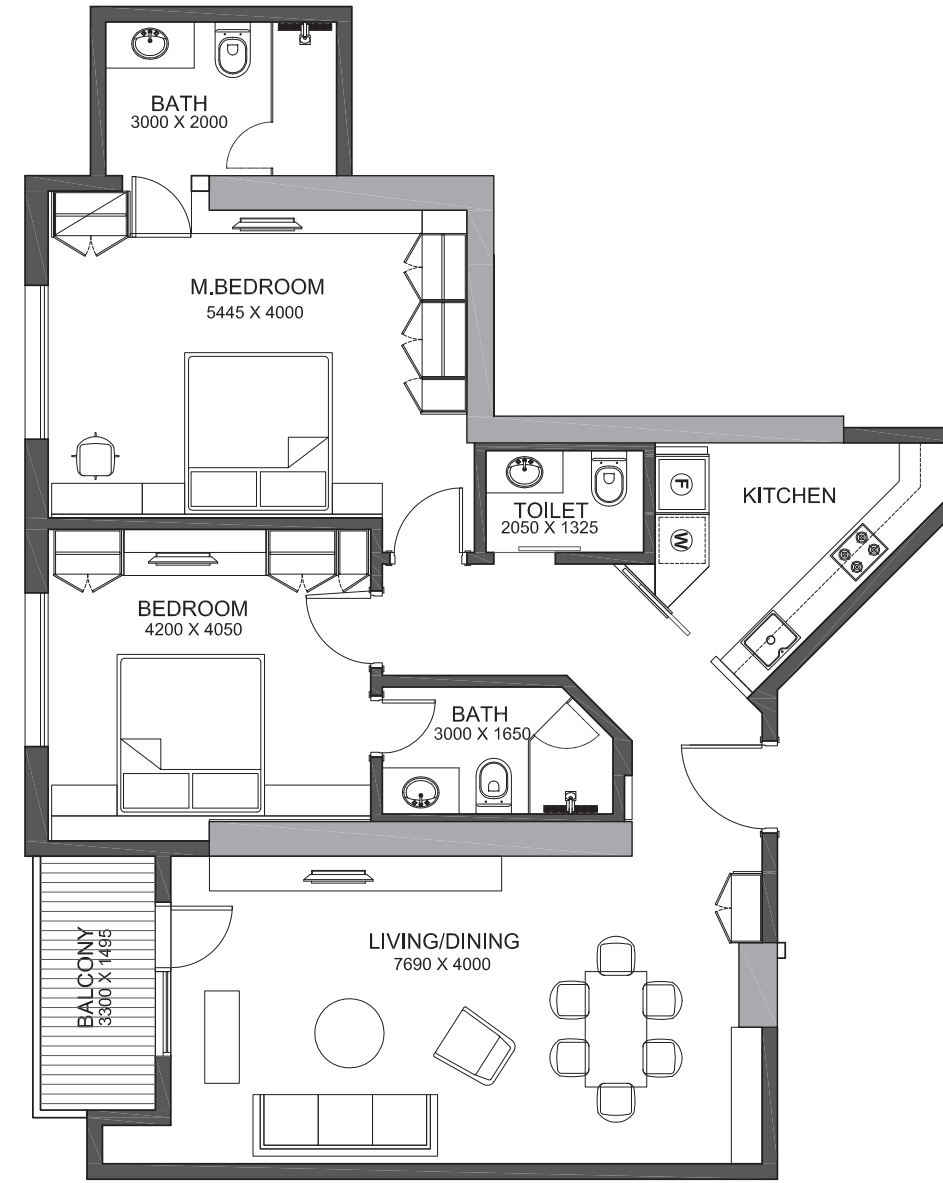 BATH
3000 X 2000
M.BEDROOM
5445 X 4000
TOILET
2050 X 1325
F
W
KITCHEN
BEDROOM
4200 X 4050
BATH
3000 X 1650
LIVING/DINING
7690 X 4000
BALCONY
3300 X 1495